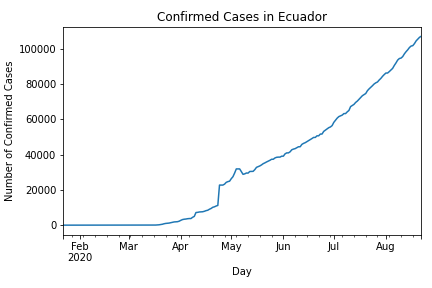 Confirmed Cases in Ecuador
Number of Confirmed Cases
100000
80000
60000
40000
20000
0
Feb Mar Apr May Jun Jul Aug
2020
Day